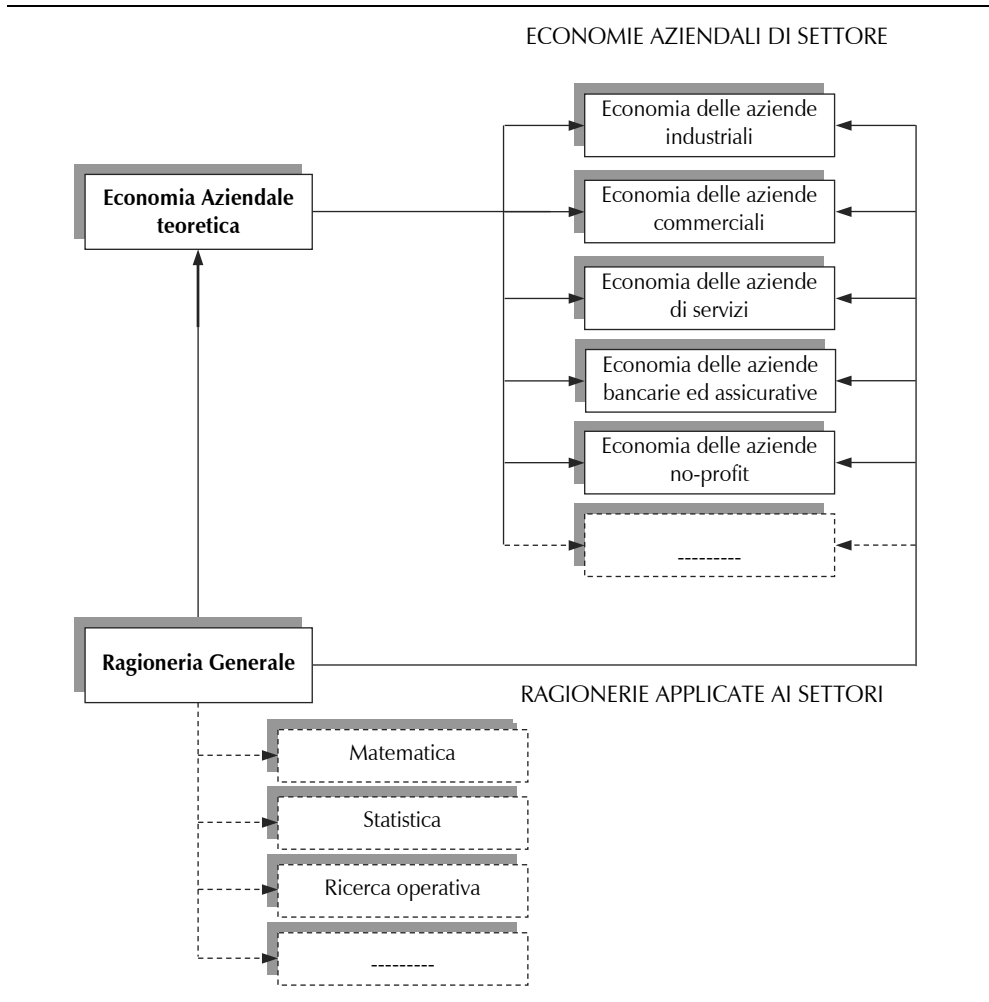 ECONOMIE AZIENDALI DI SETTORE
Economia delle aziende
industriali
Economia Aziendale
teoretica
Economia delle aziende
commerciali
Economia delle aziende
di servizi
Economia delle aziende
bancarie ed assicurative
Economia delle aziende
no-profit
---------
Ragioneria Generale
RAGIONERIE APPLICATE AI SETTORI
Matematica
Statistica
Ricerca operativa
---------